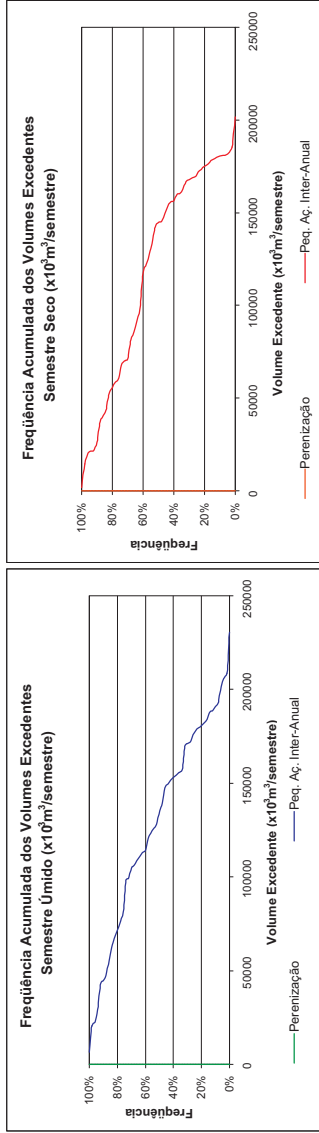 Freqüência Acumulada dos Volumes Excedentes
Semestre Úmido (x10³m³/semestre)
Freqüência
100%
80%
60%
40%
20%
0%
0
50000
100000
150000
200000
250000
Volume Excedente (x10³m³/semestre)
Perenização
Peq. Aç. Inter-Anual
Freqüência Acumulada dos Volumes Excedentes
Semestre Seco (x10³m³/semestre)
Freqüência
100%
80%
60%
40%
20%
0%
0
50000
100000
150000
200000
250000
Volume Excedente (x10³m³/semestre)
Perenização
Peq. Aç. Inter-Anual